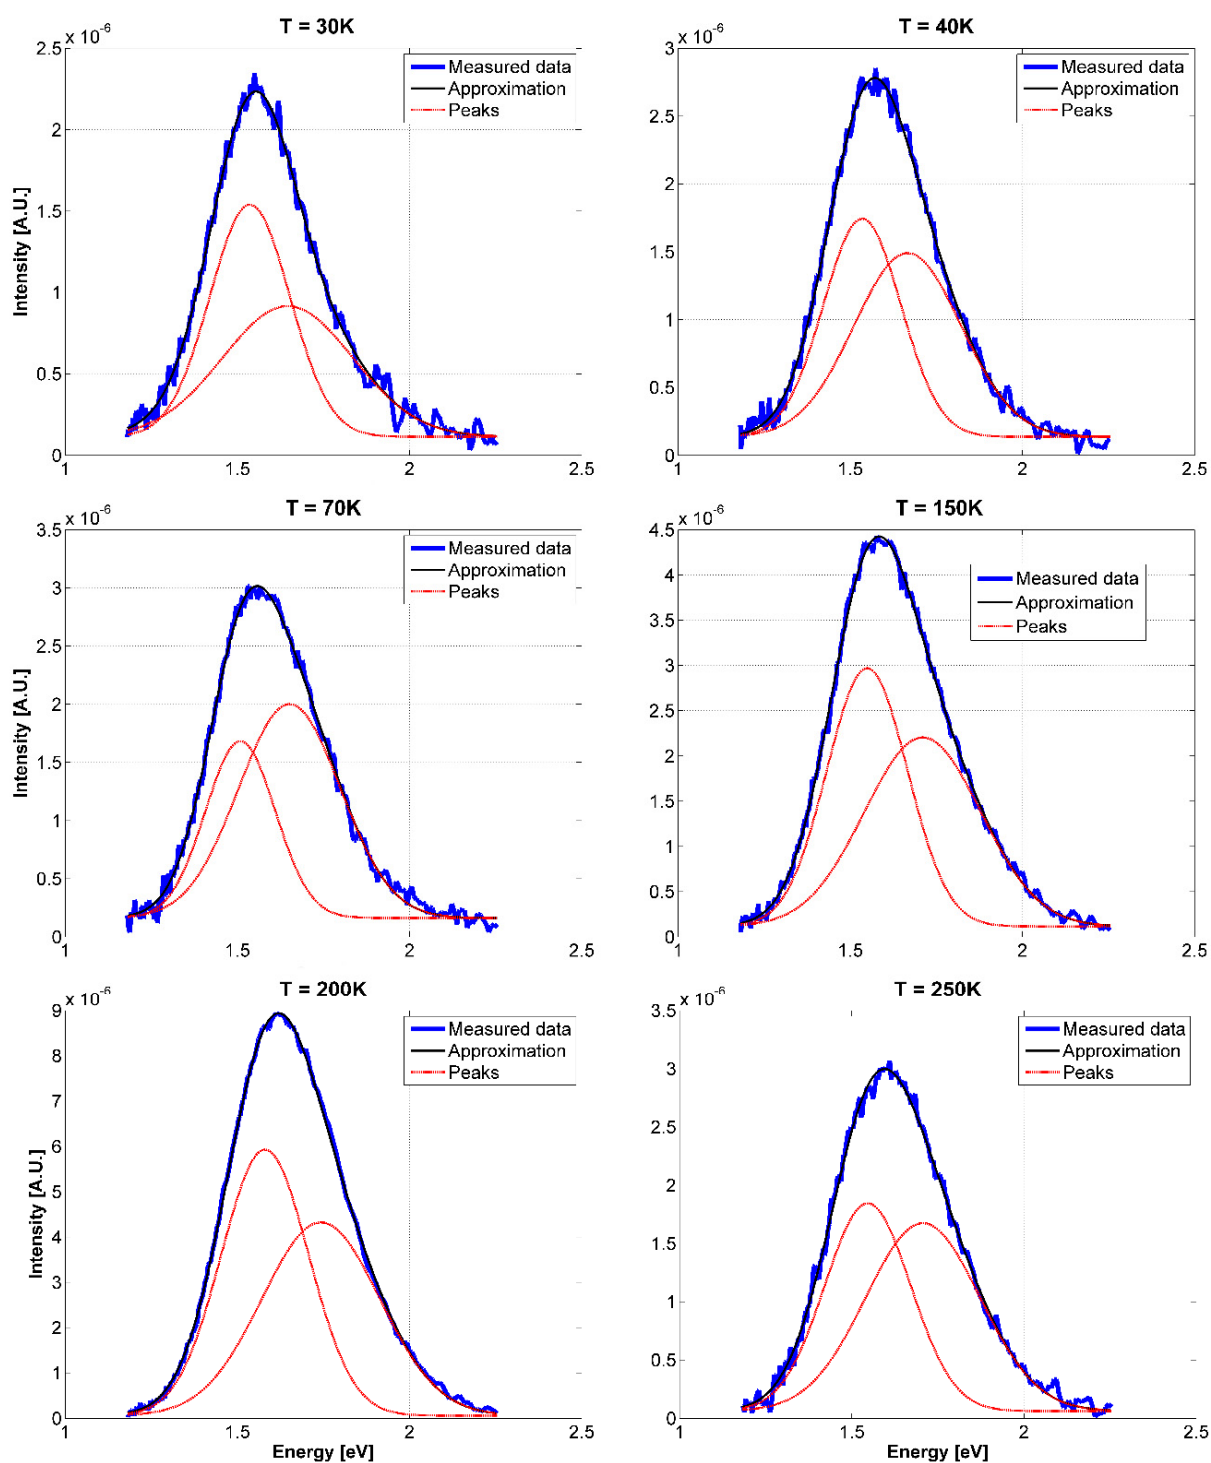 T = 30K
x 10-6
2.5
2
1.5
1
0.5
0
1
1.5
2
2.5
Intensity [A.U.]
Measured data
Approximation
Peaks
T = 40K
x 10-6
3
2.5
2
1.5
1
0.5
0
1
1.5
2
2.5
Measured data
Approximation
Peaks
T = 70K
x 10-6
3.5
3
2.5
2
1.5
1
0.5
0
1
1.5
2
2.5
Intensity [A.U.]
Measured data
Approximation
Peaks
T = 150K
x 10-6
4.5
4
3.5
3
2.5
2
1.5
1
0.5
0
1
1.5
2
2.5
Measured data
Approximation
Peaks
T = 200K
x 10-6
9
8
7
6
5
4
3
2
1
0
1
1.5
2
2.5
Intensity [A.U.]
Energy [eV]
Measured data
Approximation
Peaks
T = 250K
x 10-6
3.5
3
2.5
2
1.5
1
0.5
0
1
1.5
2
2.5
Energy [eV]
Measured data
Approximation
Peaks